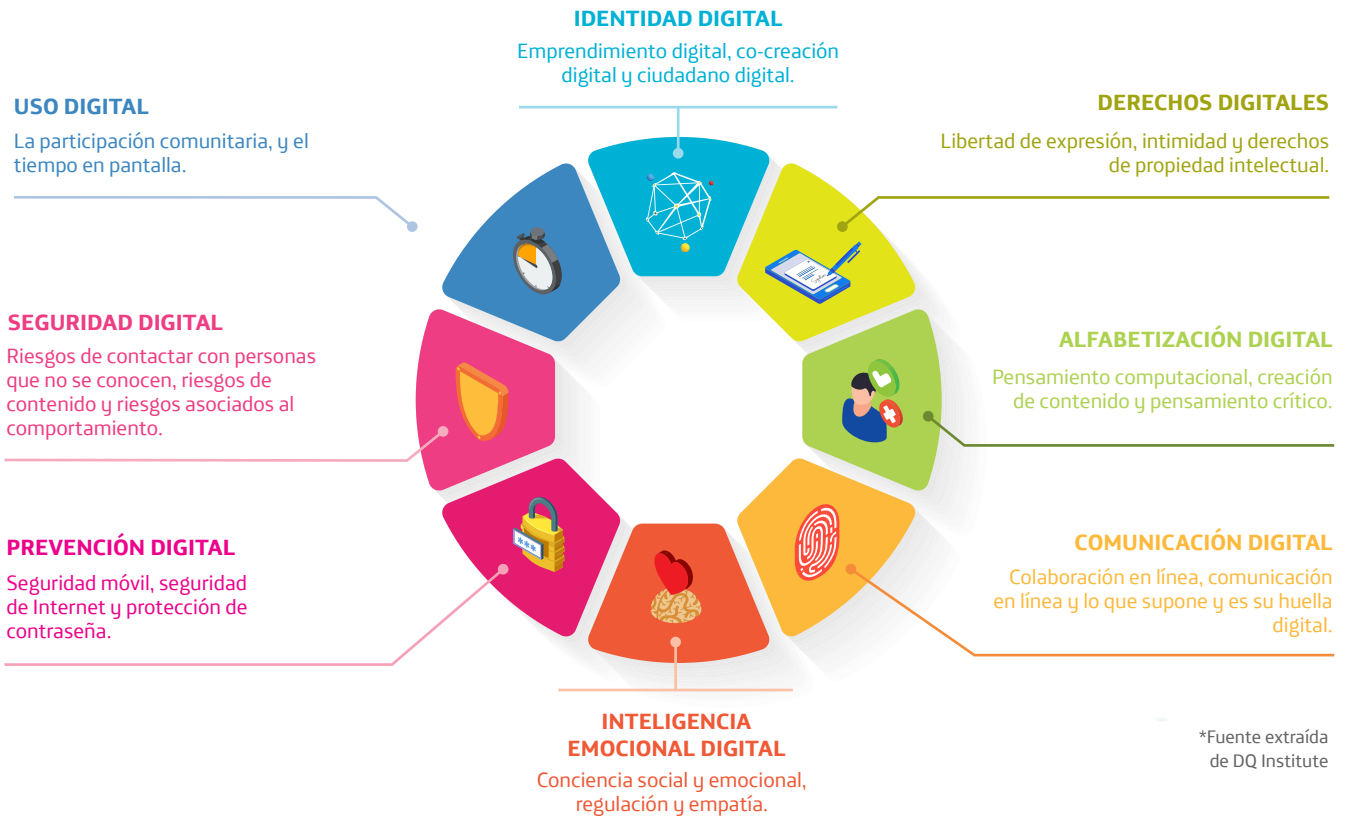 IDENTIDAD DIGITAL
Emprendimiento digital, co-creación
digital y ciudadano digital.
USO DIGITAL
La participación comunitaria, y el
tiempo en pantalla.
DERECHOS DIGITALES
Libertad de expresión, intimidad y derechos
de propiedad intelectual.
SEGURIDAD DIGITAL
Riesgos de contactar con personas
que no se conocen, riesgos de
contenido y riesgos asociados al
comportamiento.
ALFABETIZACIÓN DIGITAL
Pensamiento computacional, creación
de contenido y pensamiento crítico.
PREVENCIÓN DIGITAL
Seguridad móvil, seguridad
de Internet y protección de
contraseña.
***
COMUNICACIÓN DIGITAL
Colaboración en línea, comunicación
en línea y lo que supone y es su huella
digital.
INTELIGENCIA
EMOCIONAL DIGITAL
Conciencia social y emocional,
regulación y empatía.
*Fuente extraída
de DQ Institute